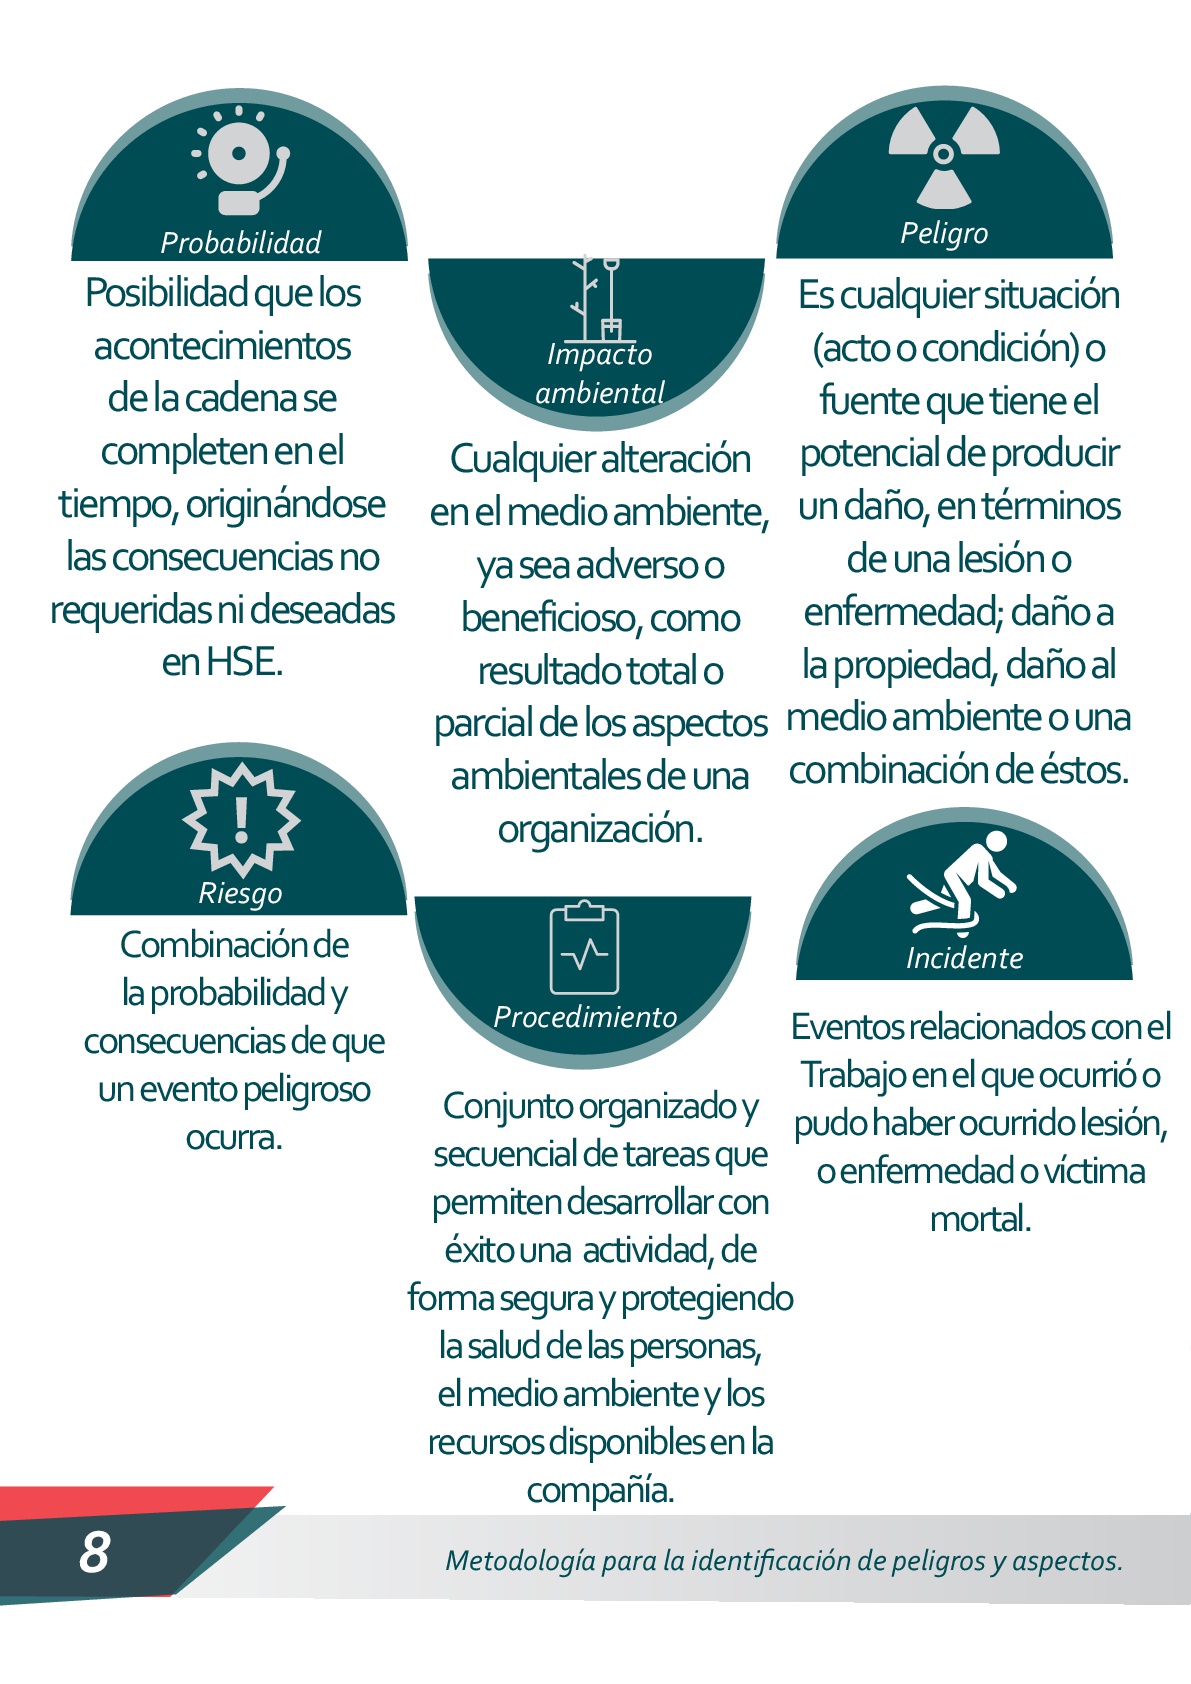 Probabilidad
Posibilidad que los
acontecimientos
de la cadena se
completen en el
tiempo, originándose
las consecuencias no
requeridas ni deseadas
en HSE.
Impacto
ambiental
Cualquier alteración
en el medio ambiente,
ya sea adverso o
beneficioso, como
resultado total o
parcial de los aspectos
ambientales de una
organización.
Peligro
Es cualquier situación
(acto o condición) o
fuente que tiene el
potencial de producir
un daño, en términos
de una lesión o
enfermedad; daño a
la propiedad, daño al
medio ambiente o una
combinación de éstos.
Riesgo
Combinación de
la probabilidad y
consecuencias de que
un evento peligroso
ocurra.
Procedimiento
Conjunto organizado y
secuencial de tareas que
permiten desarrollar con
éxito una actividad, de
forma segura y protegiendo
la salud de las personas,
el medio ambiente y los
recursos disponibles en la
compañía.
Incidente
Eventos relacionados con el
Trabajo en el que ocurrió o
pudo haber ocurrido lesión,
o enfermedad o víctima
mortal.
8
Metodología para la identificación de peligros y aspectos.